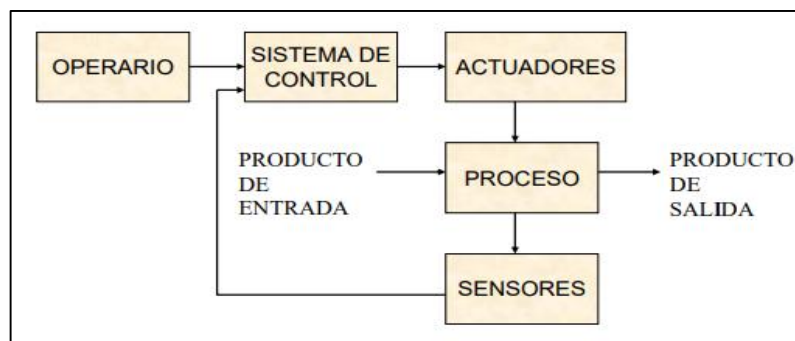 OPERARIO
SISTEMA DE
CONTROL
ACTUADORES
PRODUCTO
DE
ENTRADA
PROCESO
PRODUCTO
DE
SALIDA
SENSORES